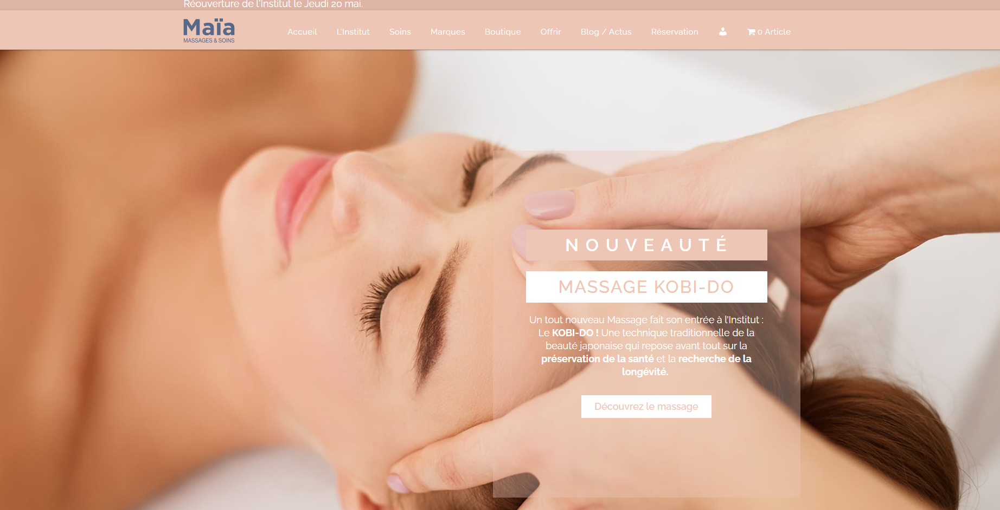 Réouverture de l'Institut le Jeudi 20 mai.
Maïa
MASSAGES & SOINS
Accueil L'Institut Soins Marques Boutique Offrir Blog / Actus Réservation 0 Article
NOUVEAUTÉ
MASSAGE KOBI-DO
Un tout nouveau Massage fait son entrée à l'Institut :
Le KOBI-DO ! Une technique traditionnelle de la
beauté japonaise qui repose avant tout sur la
préservation de la santé et la recherche de la
longévité.
Découvrez le massage